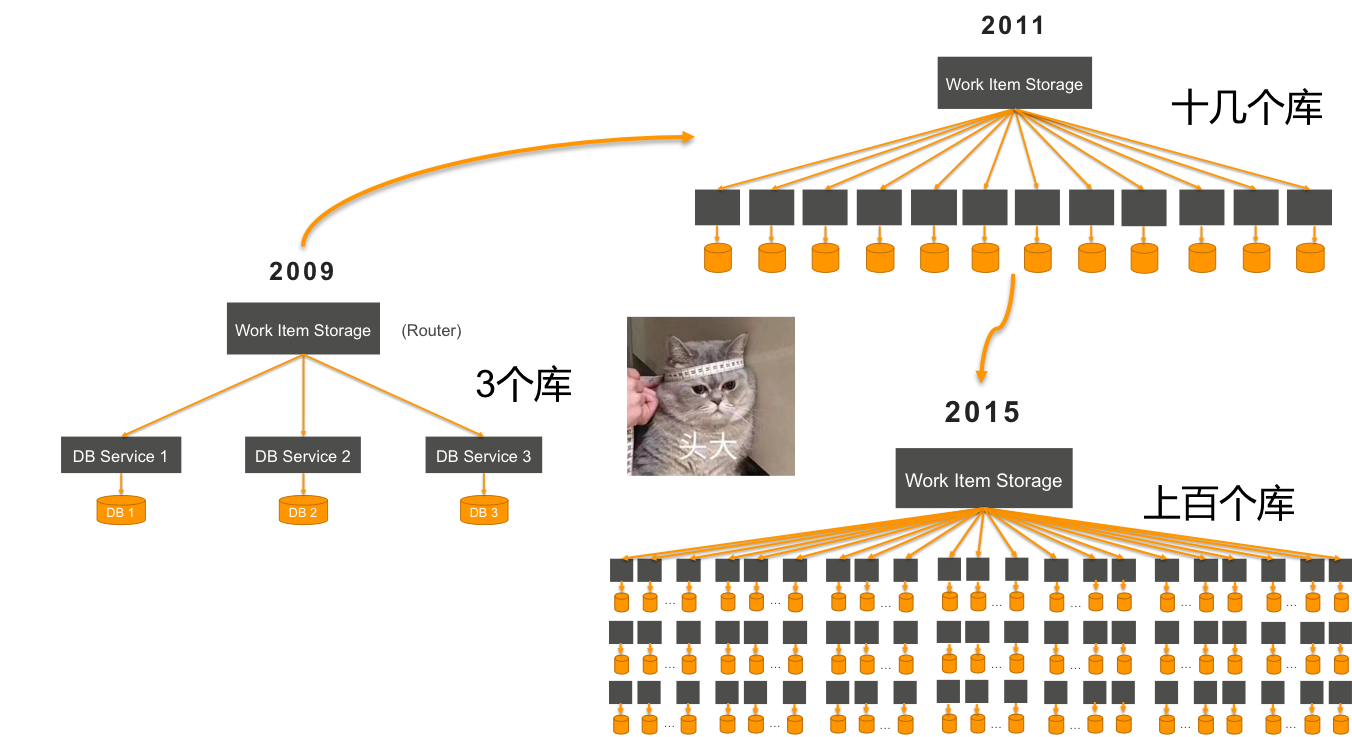 2011
Work Item Storage
十几个库
2009
Work Item Storage
(Router)
3个库
DB Service 1
DB Service 2
DB Service 3
DB 1
DB 2
DB 3
头大
2015
Work Item Storage
上百个库
... ... ... ... ... ... ...
... ... ... ... ... ... ...
... ... ... ... ... ... ...